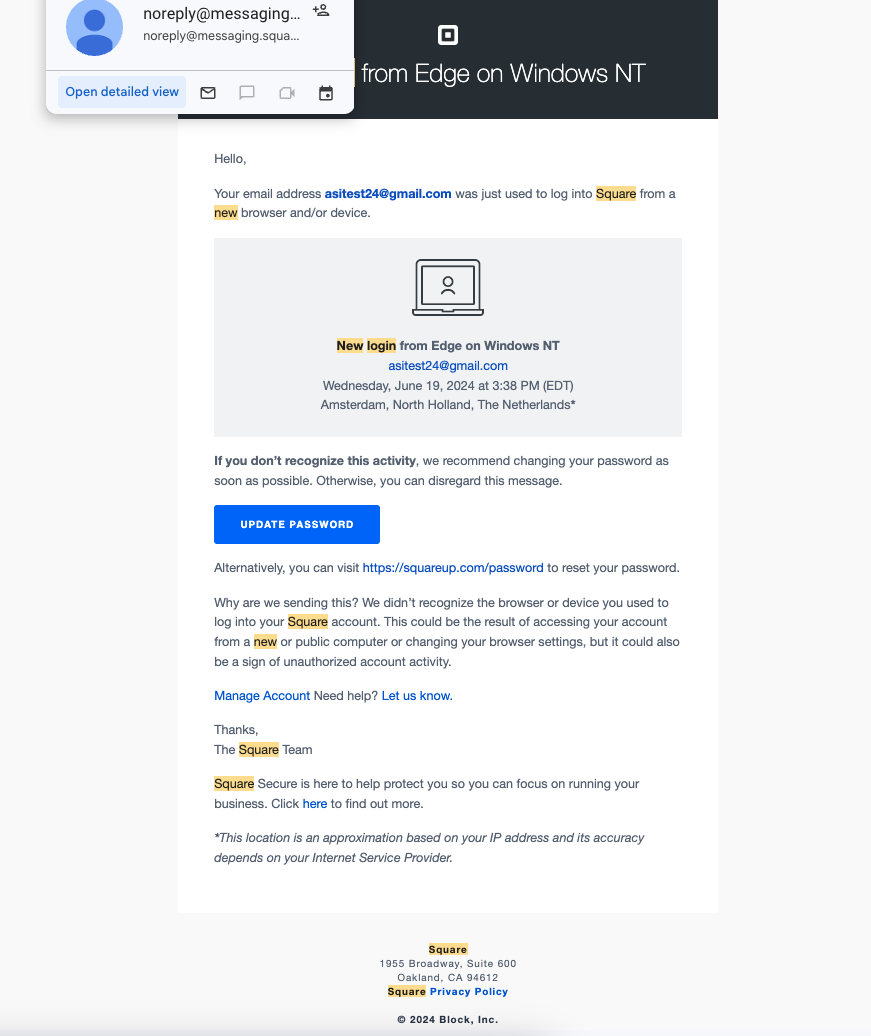 noreply@messaging...
noreply@messaging.squa...
Open detailed view
from Edge on Windows NT
Hello,
Your email address asitest24@gmail.com was just used to log into Square from a
new browser and/or device.
New login from Edge on Windows NT
asitest24@gmail.com
Wednesday, June 19, 2024 at 3:38 PM (EDT)
Amsterdam, North Holland, The Netherlands*
If you don’t recognize this activity, we recommend changing your password as
soon as possible. Otherwise, you can disregard this message.
UPDATE PASSWORD
Alternatively, you can visit https://squareup.com/password to reset your password.
Why are we sending this? We didn’t recognize the browser or device you used to
log into your Square account. This could be the result of accessing your account
from a new or public computer or changing your browser settings, but it could also
be a sign of unauthorized account activity.
Manage Account Need help? Let us know.
Thanks,
The Square Team
Square Secure is here to help protect you so you can focus on running your
business. Click here to find out more.
*This location is an approximation based on your IP address and its accuracy
depends on your Internet Service Provider.
Square
1955 Broadway, Suite 600
Oakland, CA 94612
Square Privacy Policy
© 2024 Block, Inc.